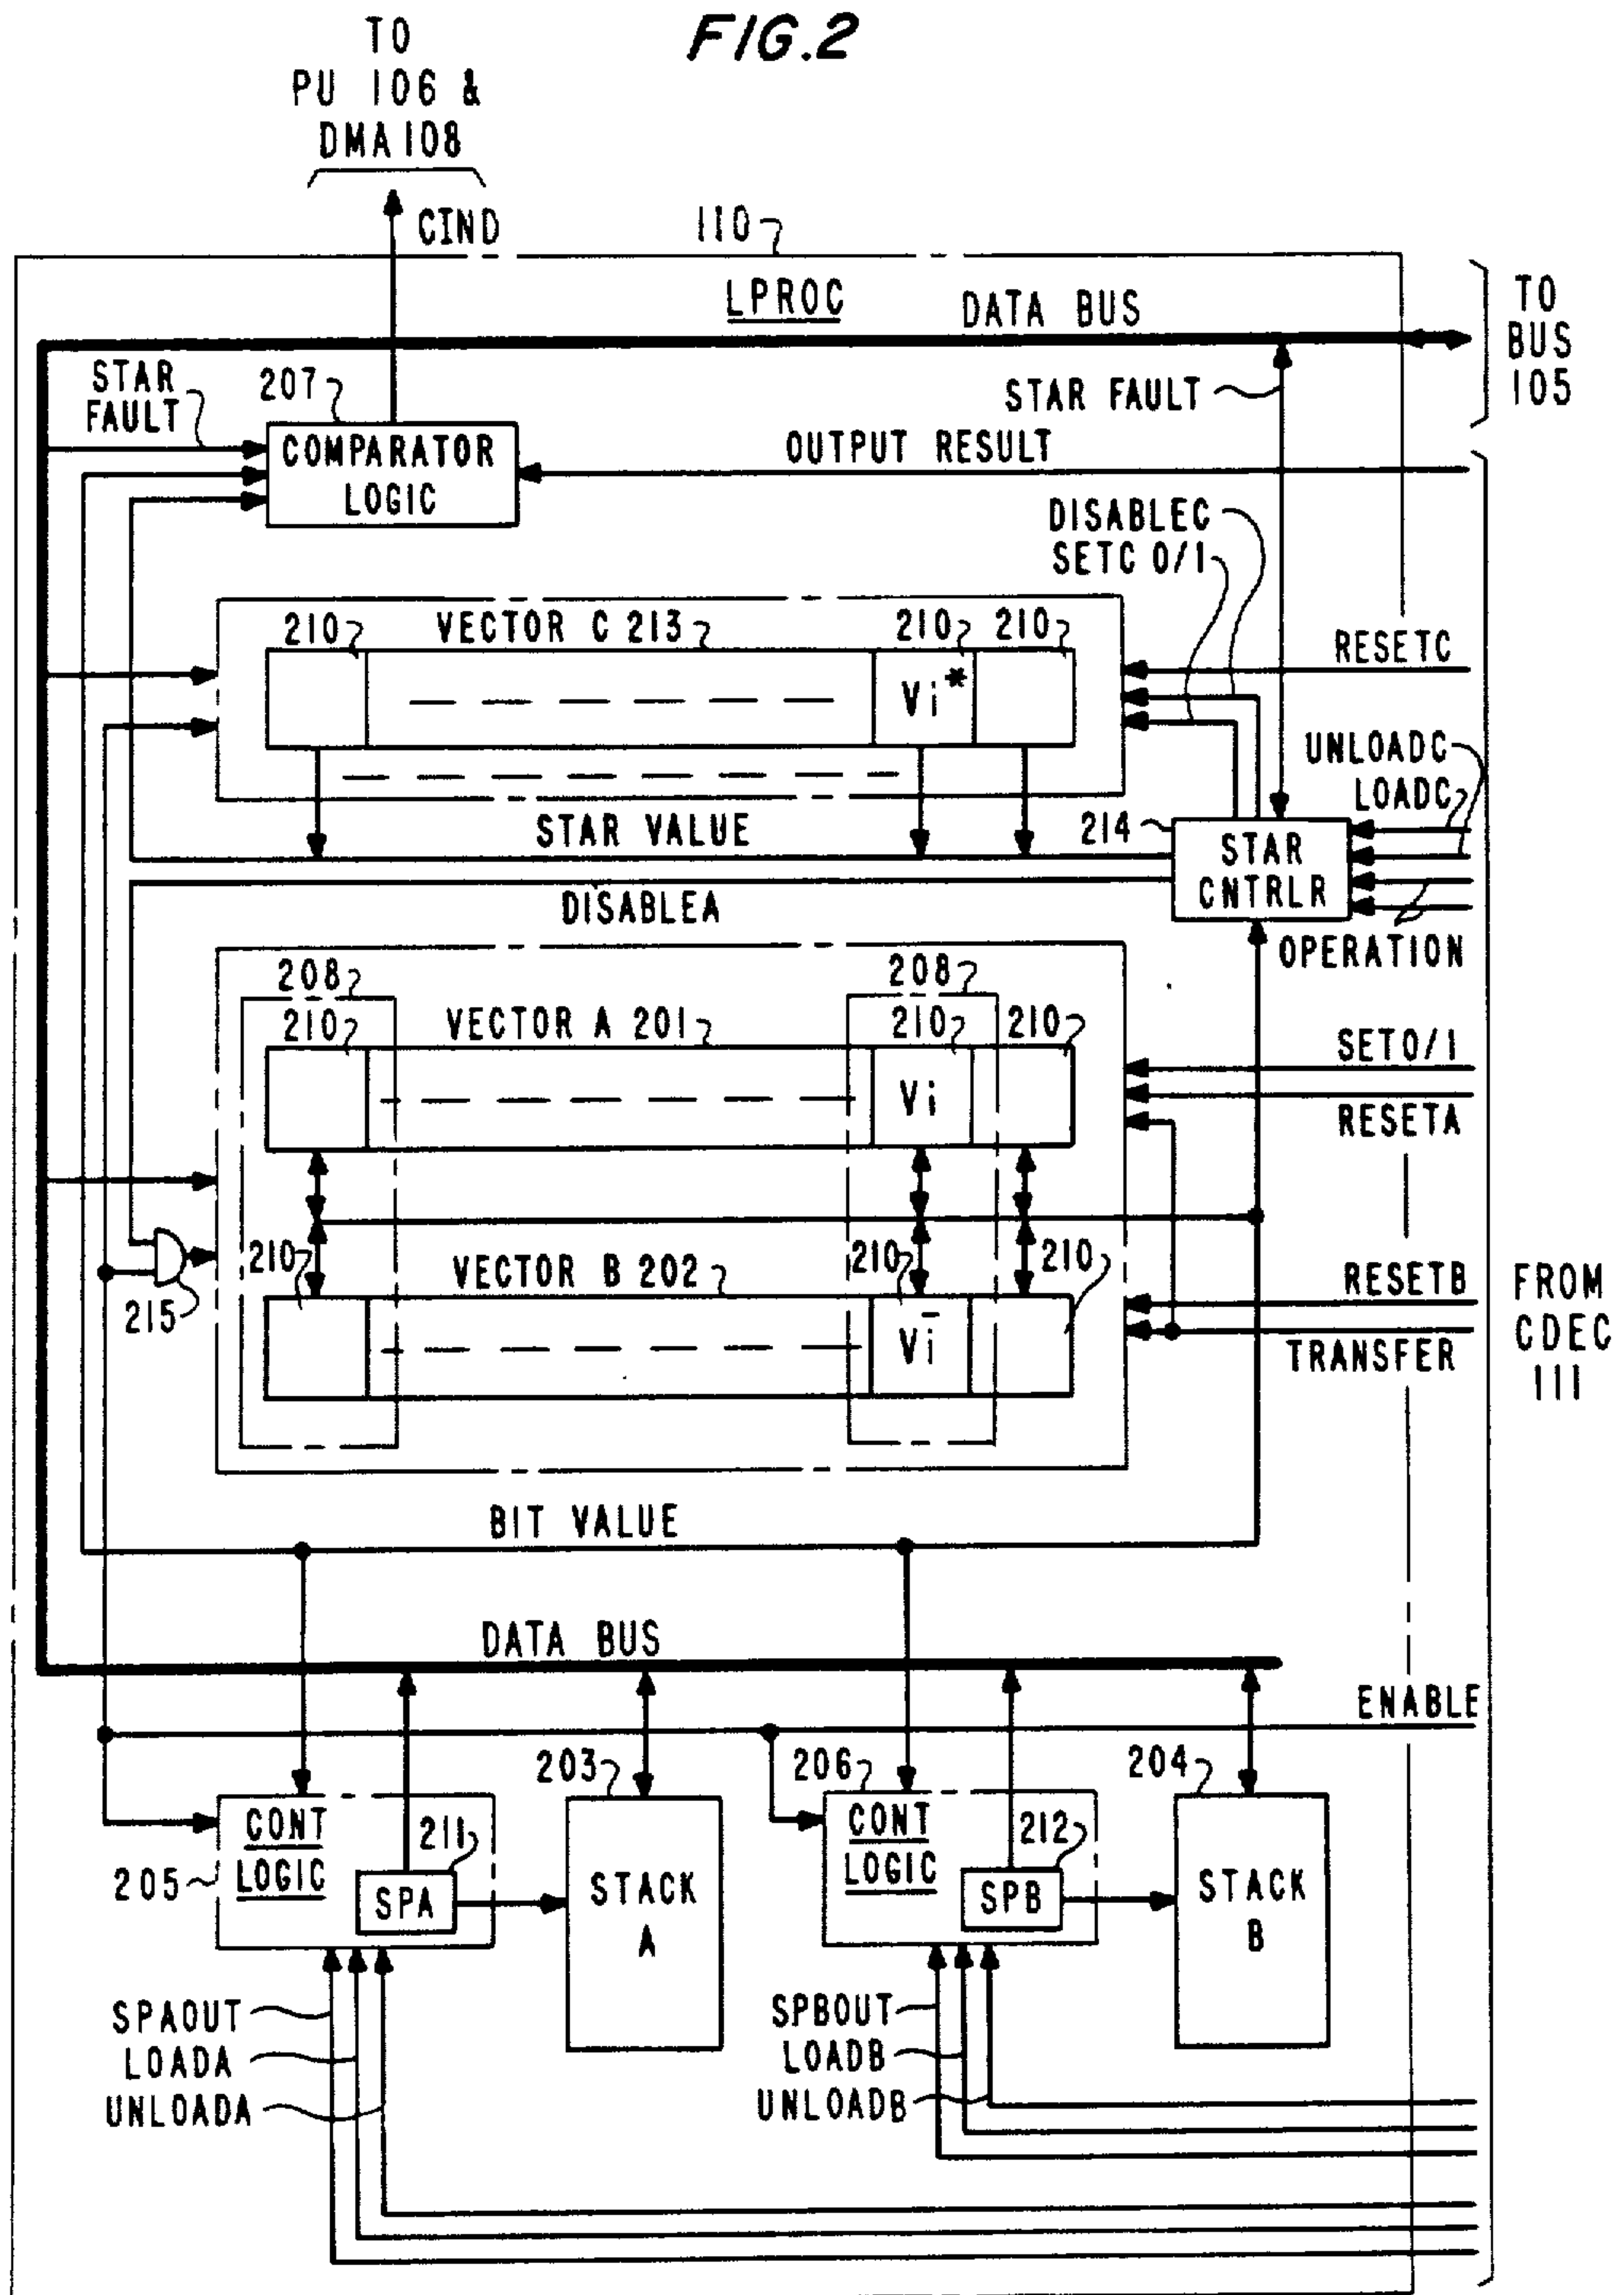 FIG.2
TO
PU 106 &
DMA 108
CIND
110
LPROC
DATA BUS
TO
BUS
105
STAR
FAULT
207
STAR FAULT
COMPARATOR
LOGIC
OUTPUT RESULT
DISABLEC
SETC 0/1
210
VECTOR C 213
210
210
RESETC
Vi*
UNLOADC
LOADC
STAR VALUE
214
STAR
CNTRLR
DISABLEA
OPERATION
208
208
210
VECTOR A 201
210
210
SET0/1
Vi
RESETA
210
VECTOR B 202
210
210
RESETB
215
Vi̅
TRANSFER
FROM
CDEC
111
BIT VALUE
DATA BUS
ENABLE
203
206
204
CONT
LOGIC
211
205
SPA
STACK
A
CONT
LOGIC
212
SPB
STACK
B
SPAOUT
LOADA
UNLOADA
SPBOUT
LOADB
UNLOADB